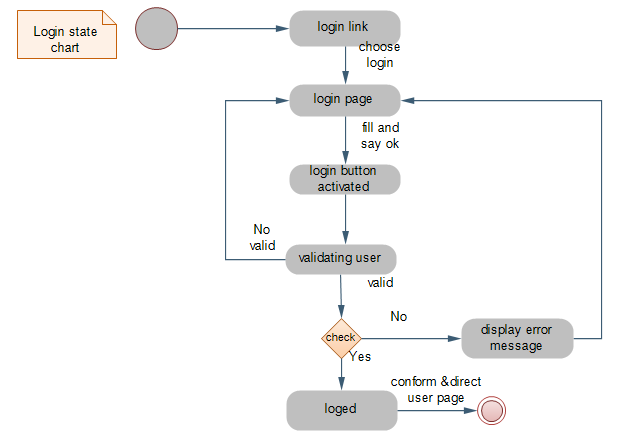 Login state
chart
login link
choose
login
login page
fill and
say ok
login button
activated
No
valid
validating user
valid
check
No
display error
message
Yes
loged
conform &direct
user page